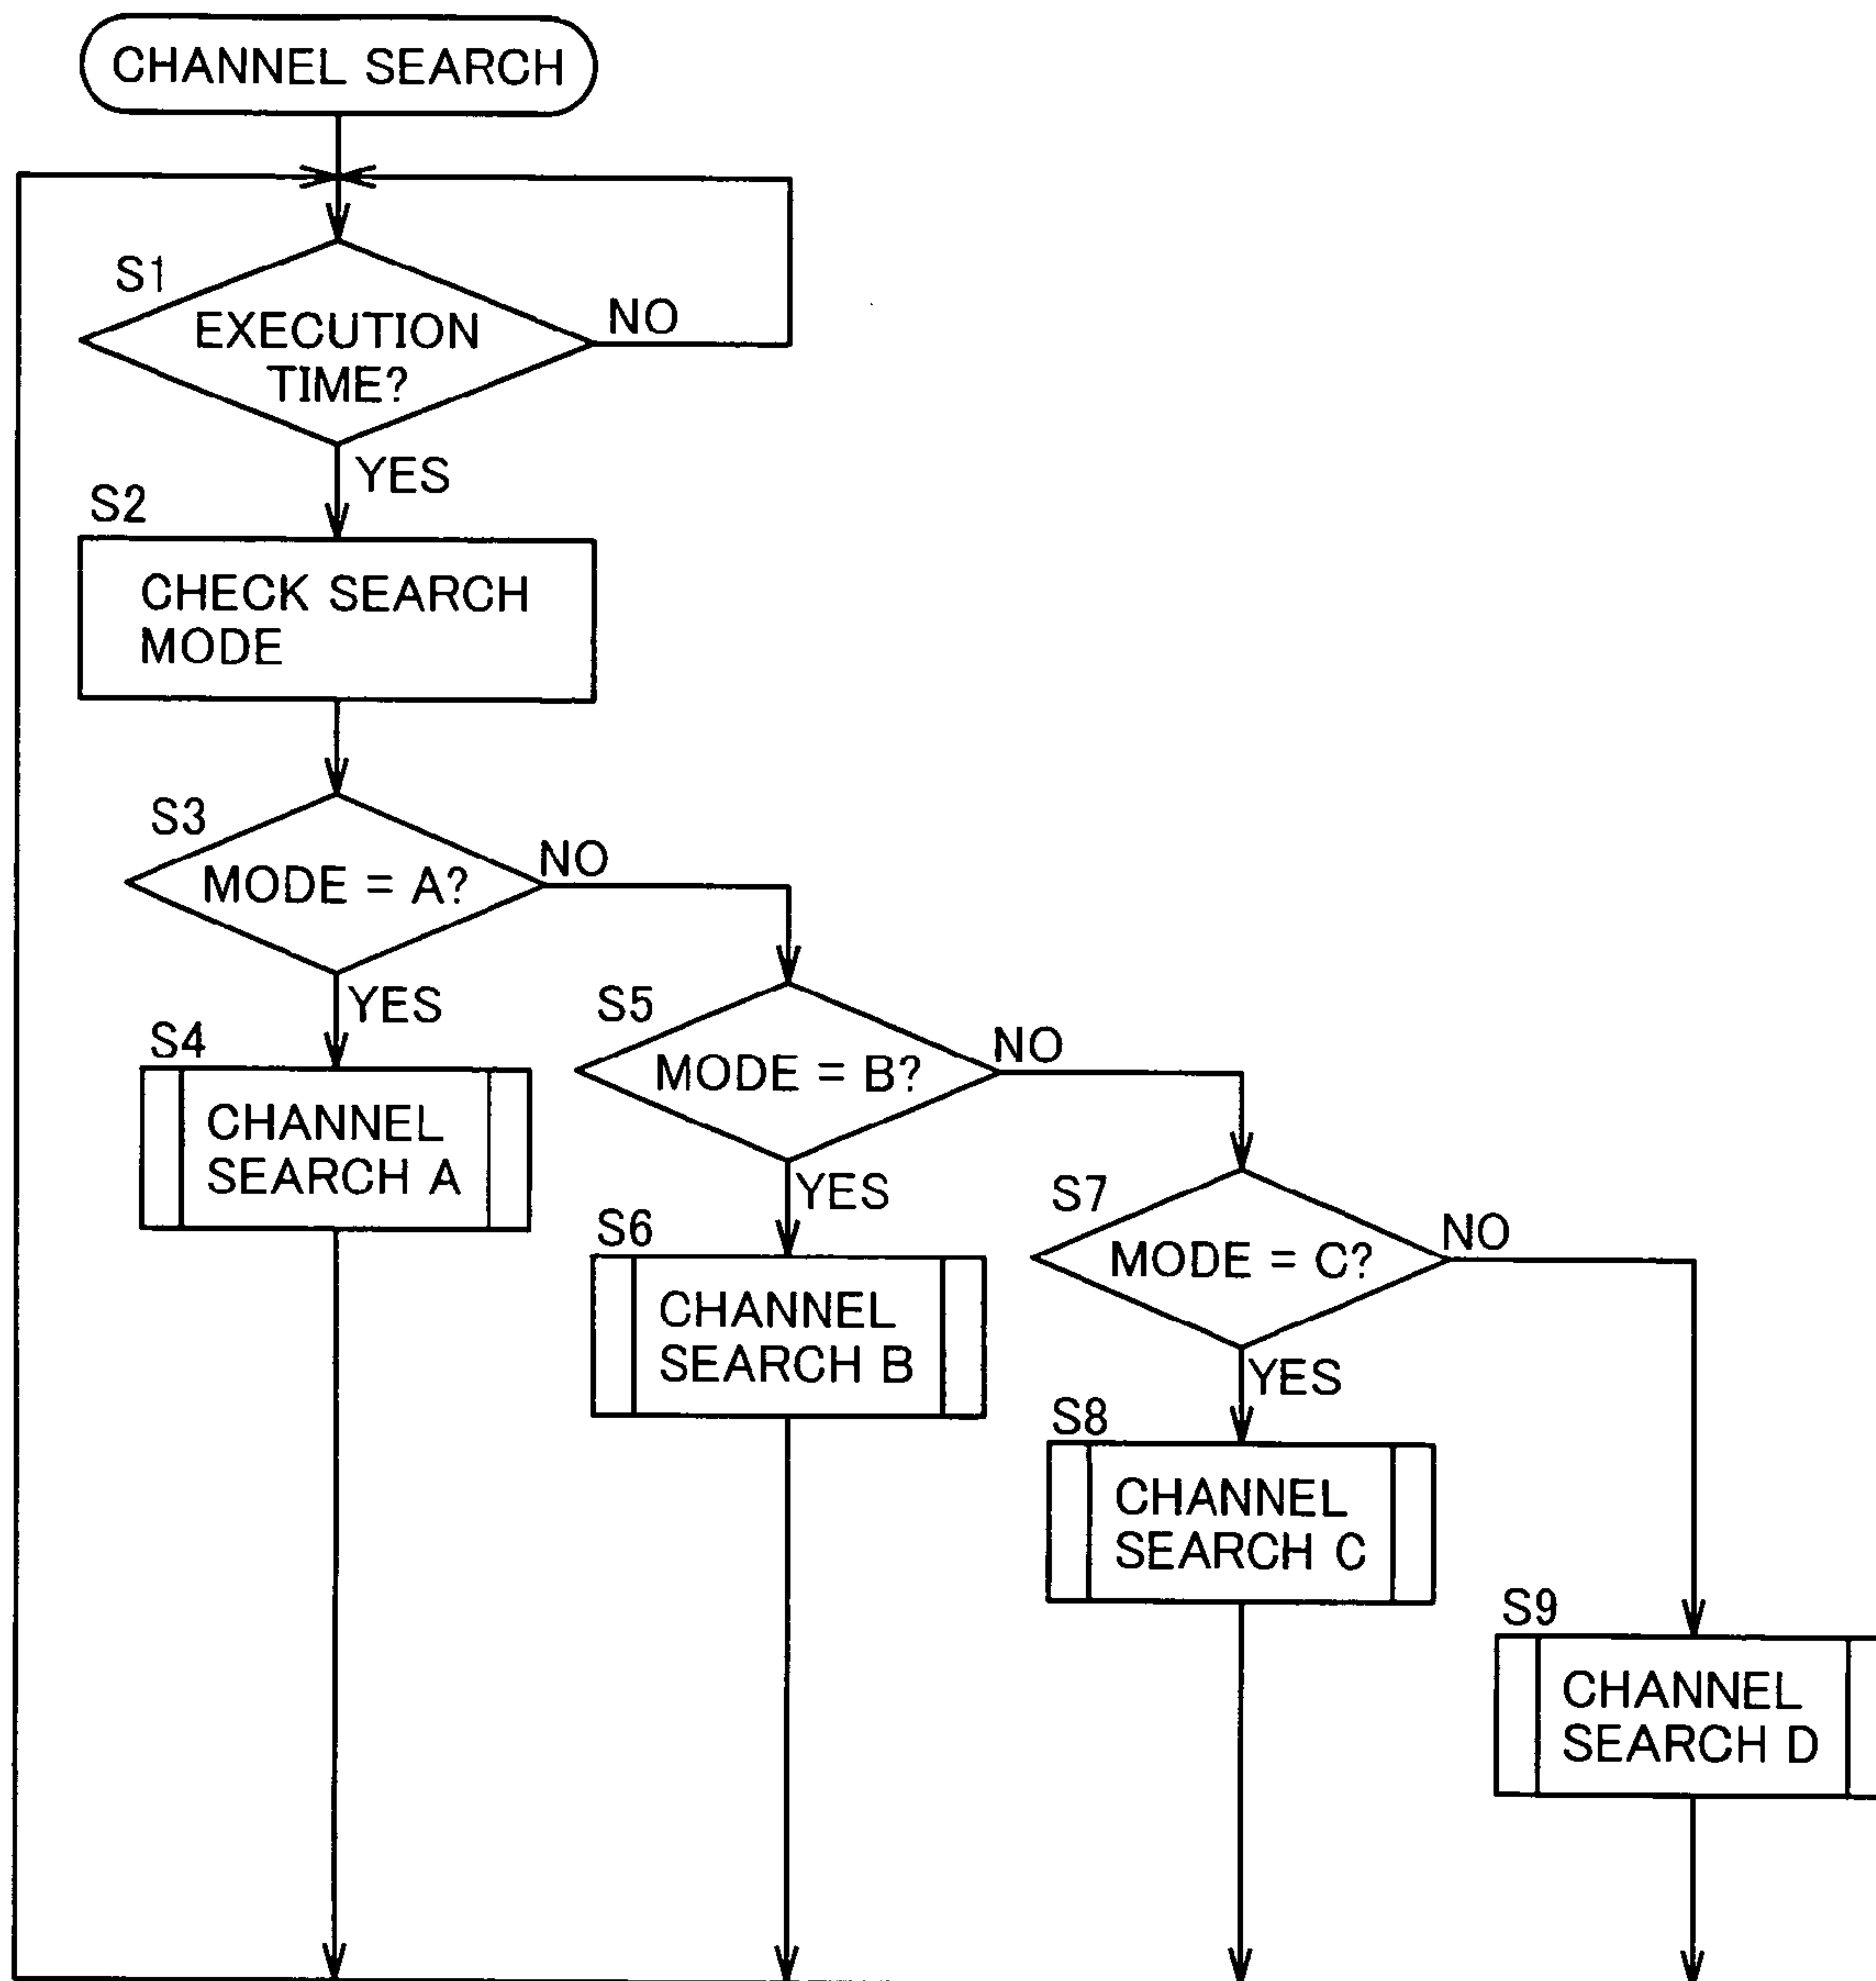 CHANNEL SEARCH
S1
EXECUTION
TIME?
NO
YES
S2
CHECK SEARCH
MODE
S3
MODE = A?
NO
YES
S4
CHANNEL
SEARCH A
S5
MODE = B?
NO
YES
S6
CHANNEL
SEARCH B
S7
MODE = C?
NO
YES
S8
CHANNEL
SEARCH C
S9
CHANNEL
SEARCH D